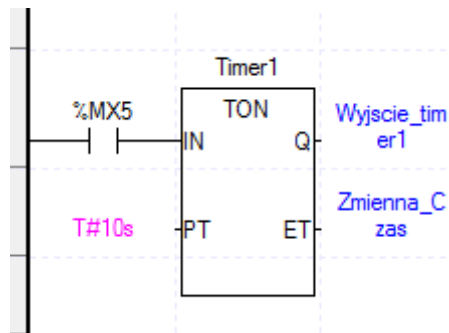 Timer1
%MX5
TON
Wyjscie_tim
er1
IN
Q
Zmienna_C
zas
T#10s
PT
ET